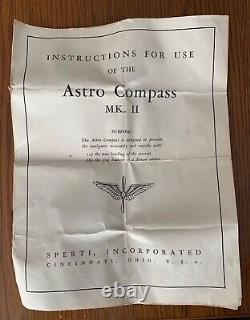 INSTRUCTIONS FOR USE
OF THE
Astro Compass
MK. II
PURPOSE
The Astro Compass is designed to provide
the navigator accurately and rapidly with:
(a) the true heading of the aircraft.
(b) the true bearing of a distant object.
SPERTI, INCORPORATED
CINCINNATI, OHIO, U. S. A.